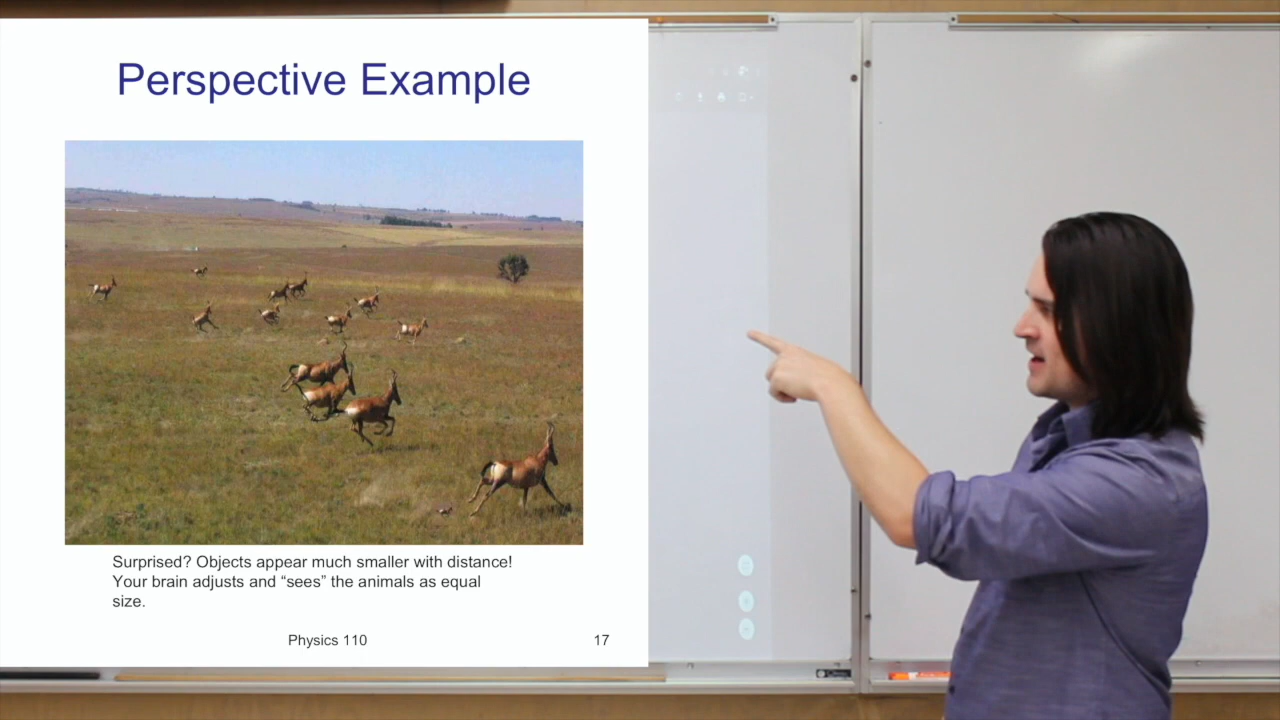 Perspective Example
Surprised? Objects appear much smaller with distance!
Your brain adjusts and “sees” the animals as equal
size.
Physics 110
17